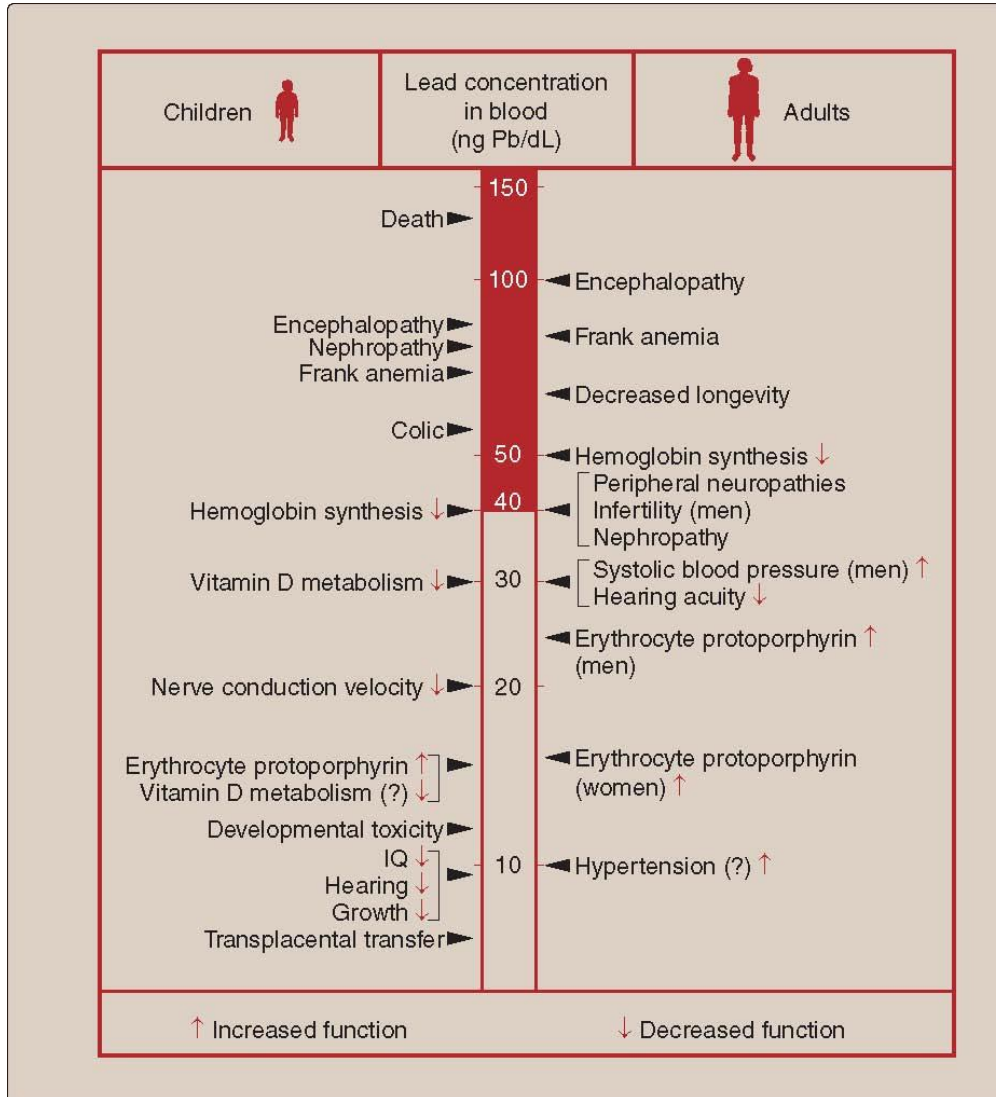 Children
Lead concentration
in blood
(ng Pb/dL)
Adults
150
Death
100
Encephalopathy
Encephalopathy
Nephropathy
Frank anemia
Frank anemia
Decreased longevity
Colic
50
Hemoglobin synthesis ↓
Peripheral neuropathies
40
Hemoglobin synthesis ↓
Infertility (men)
Nephropathy
Vitamin D metabolism ↓
30
Systolic blood pressure (men) ↑
Hearing acuity ↓
Erythrocyte protoporphyrin ↑
(men)
Nerve conduction velocity ↓
20
Erythrocyte protoporphyrin ↑
Vitamin D metabolism (?) ↓
Erythrocyte protoporphyrin
(women) ↑
Developmental toxicity
IQ ↓
Hearing ↓
Growth ↓
10
Hypertension (?) ↑
Transplacental transfer
↑ Increased function
↓ Decreased function